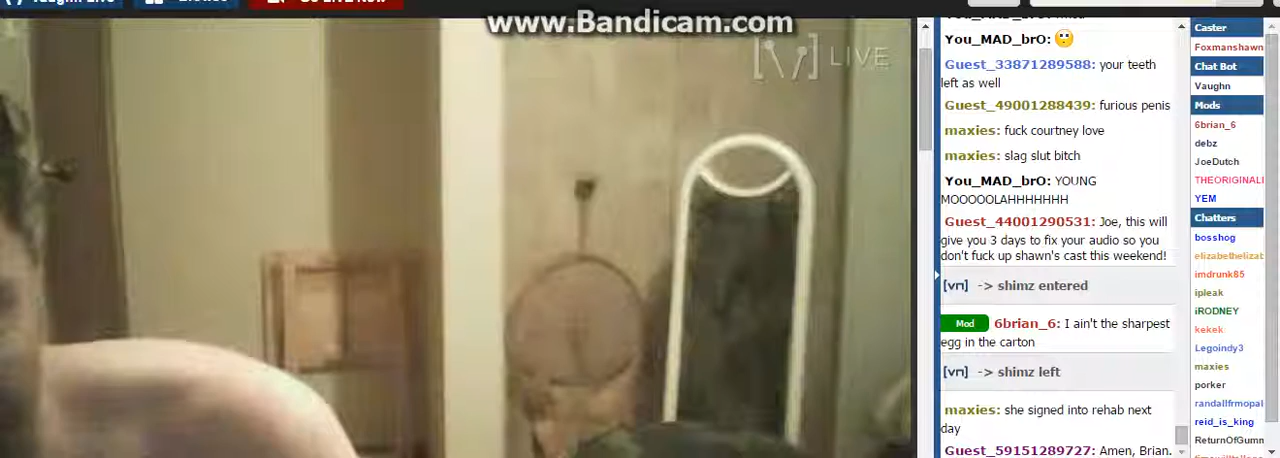 www.Bandicam.com
LIVE
You_MAD_brO:
Guest_33871289588: your teeth
left as well
Guest_49001288439: furious penis
maxies: fuck courtney love
maxies: slag slut bitch
You_MAD_brO: YOUNG
MOOOOOLAHHHHHHH
Guest_44001290531: Joe, this will
give you 3 days to fix your audio so you
don't fuck up shawn's cast this weekend!
-> shimz entered
Mod 6brian_6: I ain't the sharpest
egg in the carton
-> shimz left
maxies: she signed into rehab next
day
Guest_59151289727: Amen, Brian.
Caster
Foxmanshawn
Chat Bot
Vaughn
Mods
6brian_6
debz
JoeDutch
THEORIGINALI
YEM
Chatters
bosshog
elizabethelizab
imdrunk85
ipleak
iRODNEY
kekek
Legoindy3
maxies
porker
randallfrmopal
reid_is_king
ReturnOfGumm